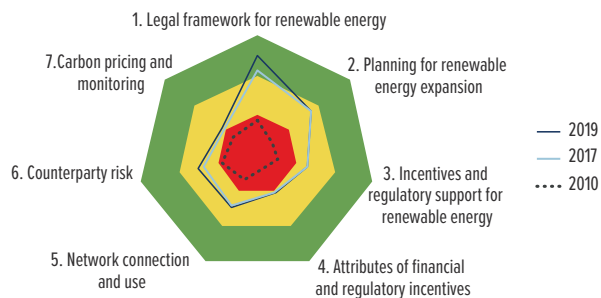 1. Legal framework for renewable energy
7.Carbon pricing and
monitoring
2. Planning for renewable
energy expansion
2019
2017
2010
6. Counterparty risk
3. Incentives and
regulatory support for
renewable energy
5. Network connection
and use
4. Attributes of financial
and regulatory incentives